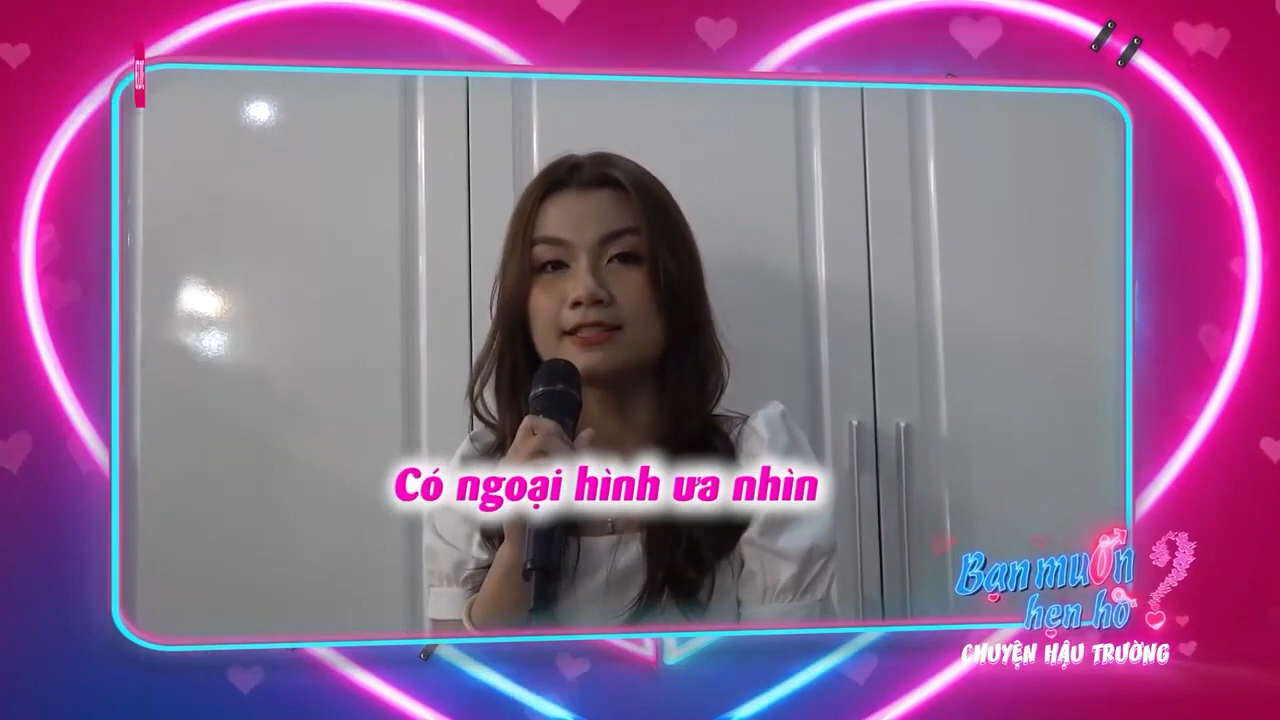 Có ngoại hình ưa nhìn
Bạn muốn
hẹn hò?
CHUYỆN HẬU TRƯỜNG